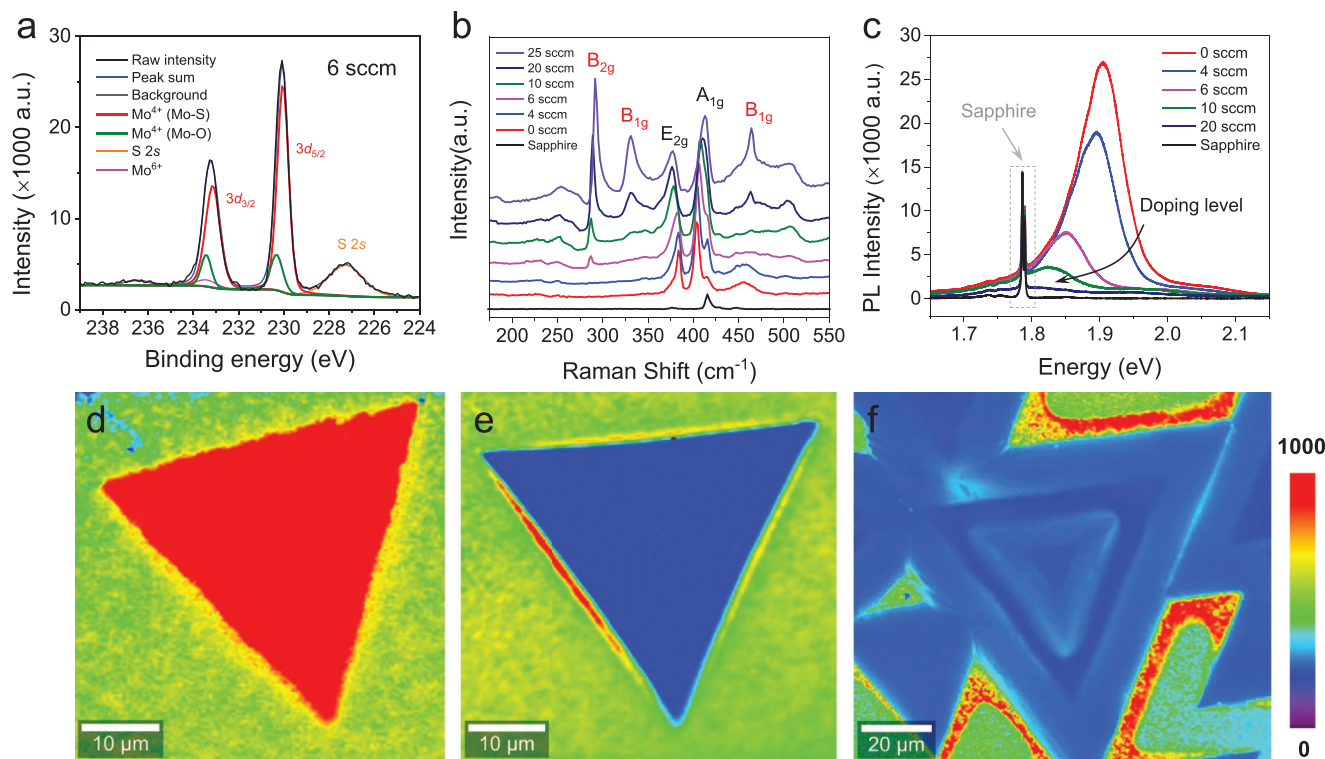 a
30
20
10
0
Intensity (×1000 a.u.)
Raw intensity
Peak sum
Background
Mo⁴⁺ (Mo-S)
Mo⁴⁺ (Mo-O)
S 2s
Mo⁶⁺
6 sccm
3d₃/₂
3d₅/₂
S 2s
238 236 234 232 230 228 226 224
Binding energy (eV)
b
Intensity(a.u.)
25 sccm
20 sccm
10 sccm
6 sccm
4 sccm
0 sccm
Sapphire
B₂g
B₁g
E₂g
A₁g
B₁g
200 250 300 350 400 450 500 550
Raman Shift (cm⁻¹)
c
30
25
20
15
10
5
0
PL Intensity (×1000 a.u.)
Sapphire
0 sccm
4 sccm
6 sccm
10 sccm
20 sccm
Sapphire
Doping level
1.7 1.8 1.9 2.0 2.1
Energy (eV)
d
10 μm
e
10 μm
f
20 μm
1000
0